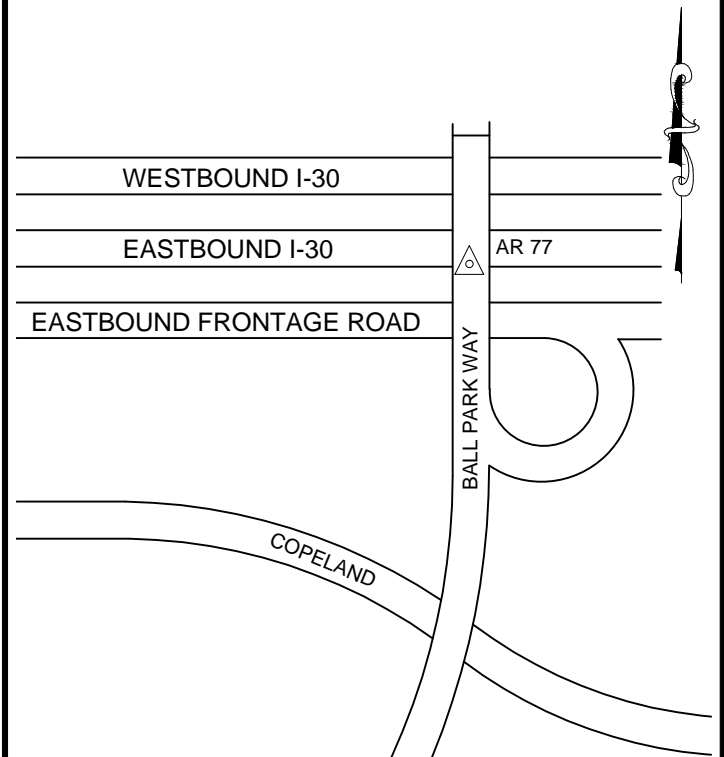 WESTBOUND I-30
EASTBOUND I-30
AR 77
EASTBOUND FRONTAGE ROAD
BALL PARK WAY
COPELAND